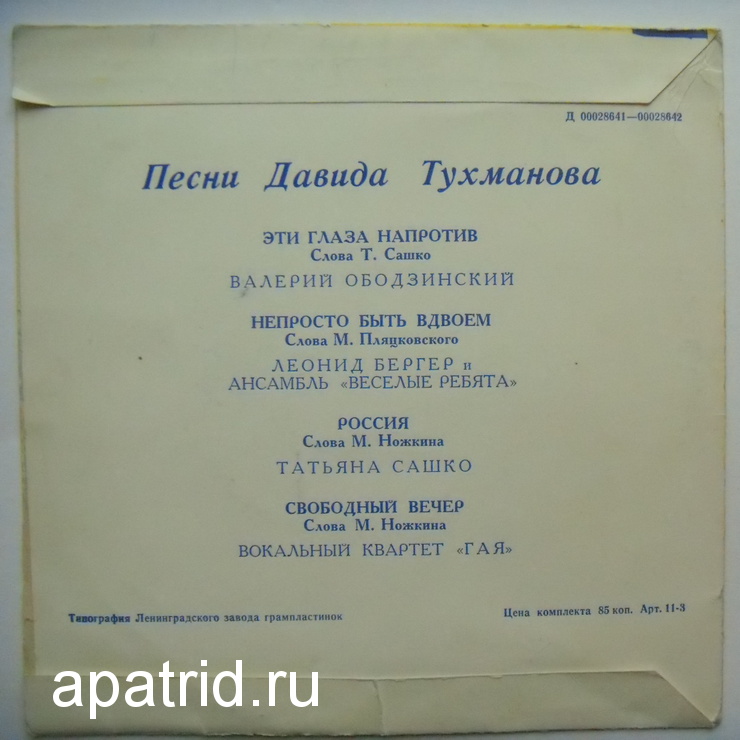 Д 00028641—00028642
Песни Давида Тухманова
ЭТИ ГЛАЗА НАПРОТИВ
Слова Т. Сашко
ВАЛЕРИЙ ОБОДЗИНСКИЙ
НЕПРОСТО БЫТЬ ВДВОЕМ
Слова М. Пляцковского
ЛЕОНИД БЕРГЕР и
АНСАМБЛЬ «ВЕСЕЛЫЕ РЕБЯТА»
РОССИЯ
Слова М. Ножкина
ТАТЬЯНА САШКО
СВОБОДНЫЙ ВЕЧЕР
Слова М. Ножкина
ВОКАЛЬНЫЙ КВАРТЕТ «ГАЯ»
Типография Ленинградского завода грампластинок
Цена комплекта 85 коп. Арт. 11-3
apatrid.ru